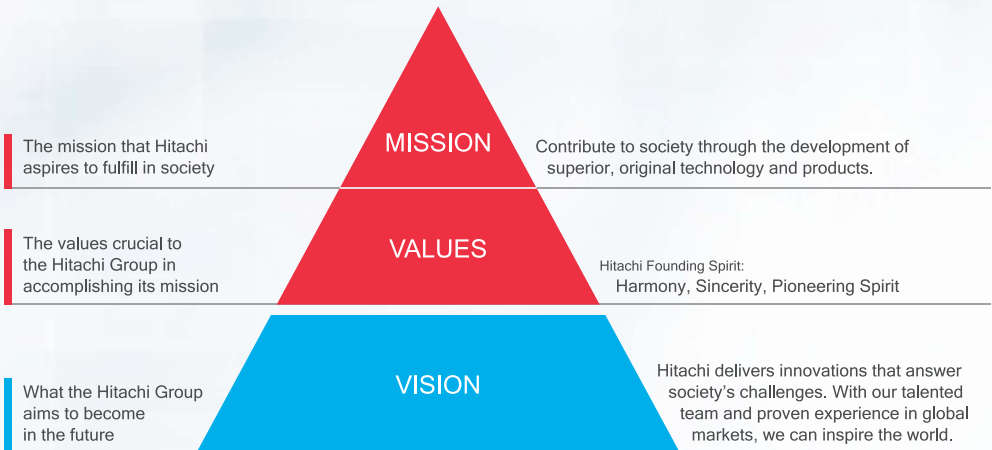 The mission that Hitachi
aspires to fulfill in society
MISSION
Contribute to society through the development of
superior, original technology and products.
The values crucial to
the Hitachi Group in
accomplishing its mission
VALUES
Hitachi Founding Spirit:
Harmony, Sincerity, Pioneering Spirit
What the Hitachi Group
aims to become
in the future
VISION
Hitachi delivers innovations that answer
society’s challenges. With our talented
team and proven experience in global
markets, we can inspire the world.